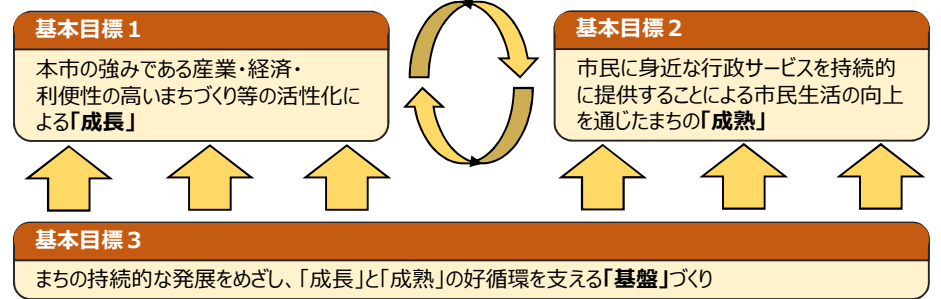 基本目標１
本市の強みである産業・経済・
利便性の高いまちづくり等の活性化に
よる「成長」
基本目標２
市民に身近な行政サービスを持続的
に提供することによる市民生活の向上
を通じたまちの「成熟」
基本目標３
まちの持続的な発展をめざし、「成長」と「成熟」の好循環を支える「基盤」づくり